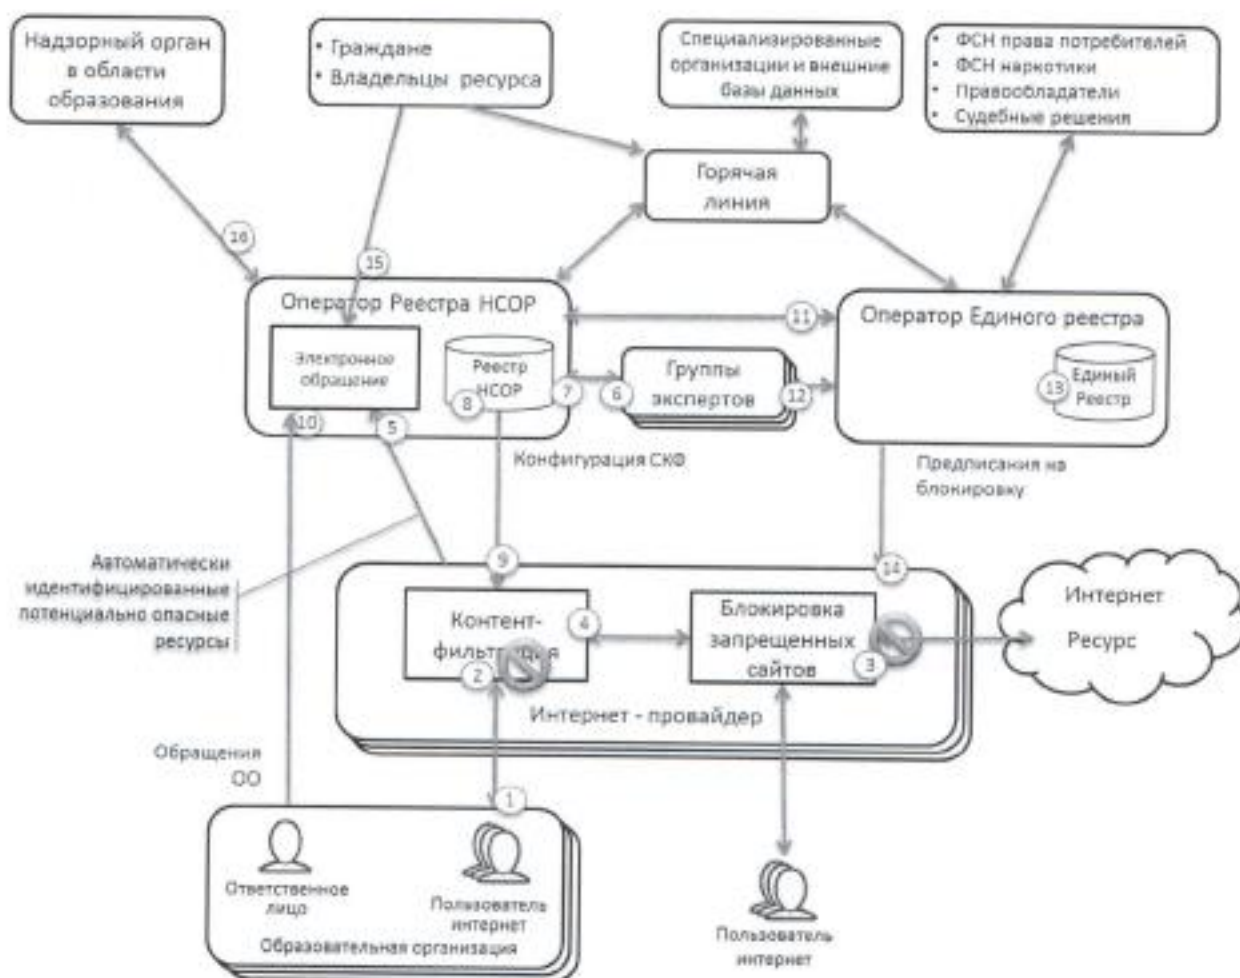 Надзорный орган
в области
образования
• Граждане
• Владельцы ресурса
Специализированные
организации и внешние
базы данных
• ФСН права потребителей
• ФСН наркотики
• Правообладатели
• Судебные решения
Горячая
линия
16
15
Оператор Реестра НСОР
11
Оператор Единого реестра
Электронное
обращение
Реестр
НСОР
8
7
6
Группы
экспертов
12
13
Единый
Реестр
10
5
Конфигурация СКФ
Предписания на
блокировку
Автоматически
идентифицированные
потенциально опасные
ресурсы
9
14
Контент-
фильтрация
2
4
Блокировка
запрещенных
сайтов
3
Интернет
Ресурс
Интернет - провайдер
Обращения
ОО
1
Ответственное
лицо
Пользователь
интернет
Образовательная организация
Пользователь
интернет